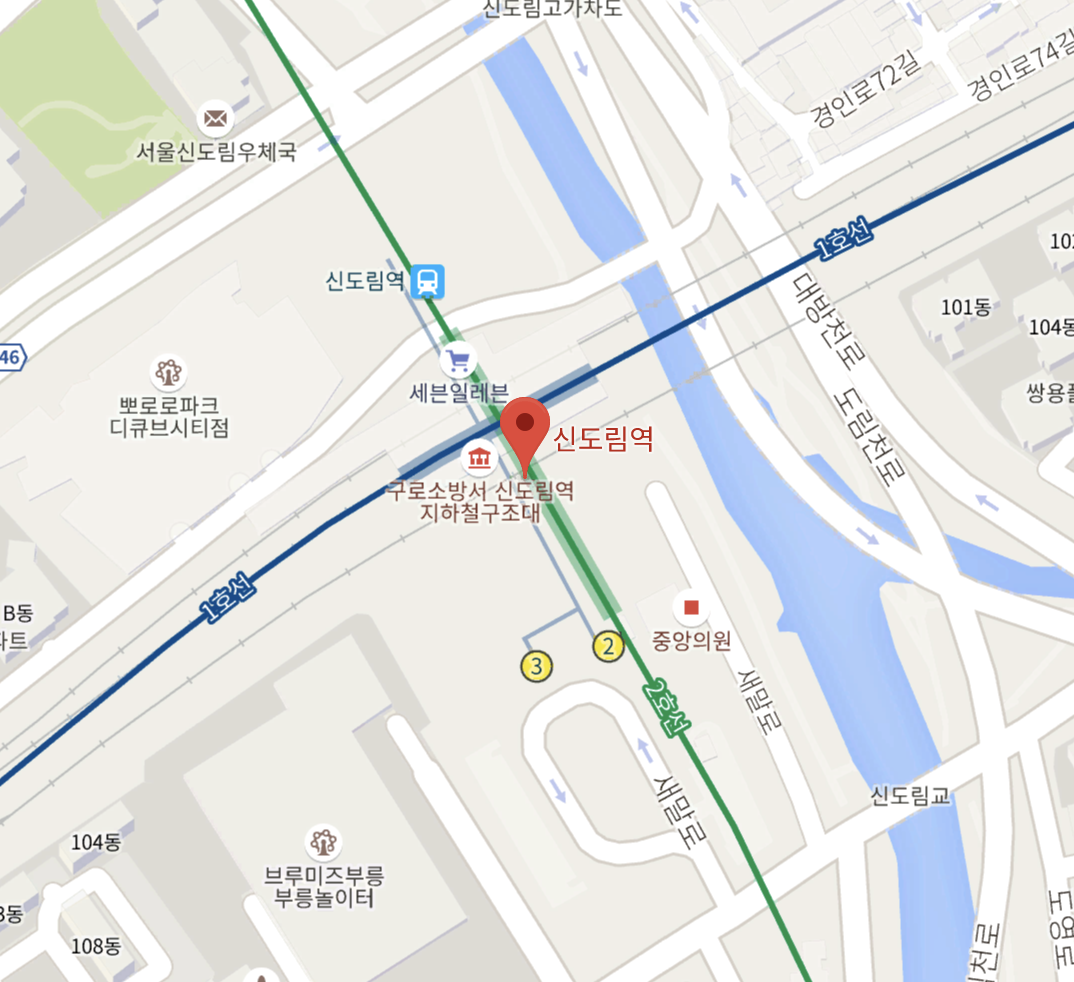 신도림고가차도
경인로72길
경인로74길
서울신도림우체국
1호선
신도림역
대방천로
101동
104동
46
세븐일레븐
뽀로로파크
디큐브시티점
신도림역
도림천로
구로소방서 신도림역
지하철구조대
1호선
B동
중앙의원
2
3
2호선
새말로
새말로
신도림교
104동
브루미즈부릉
부릉놀이터
108동